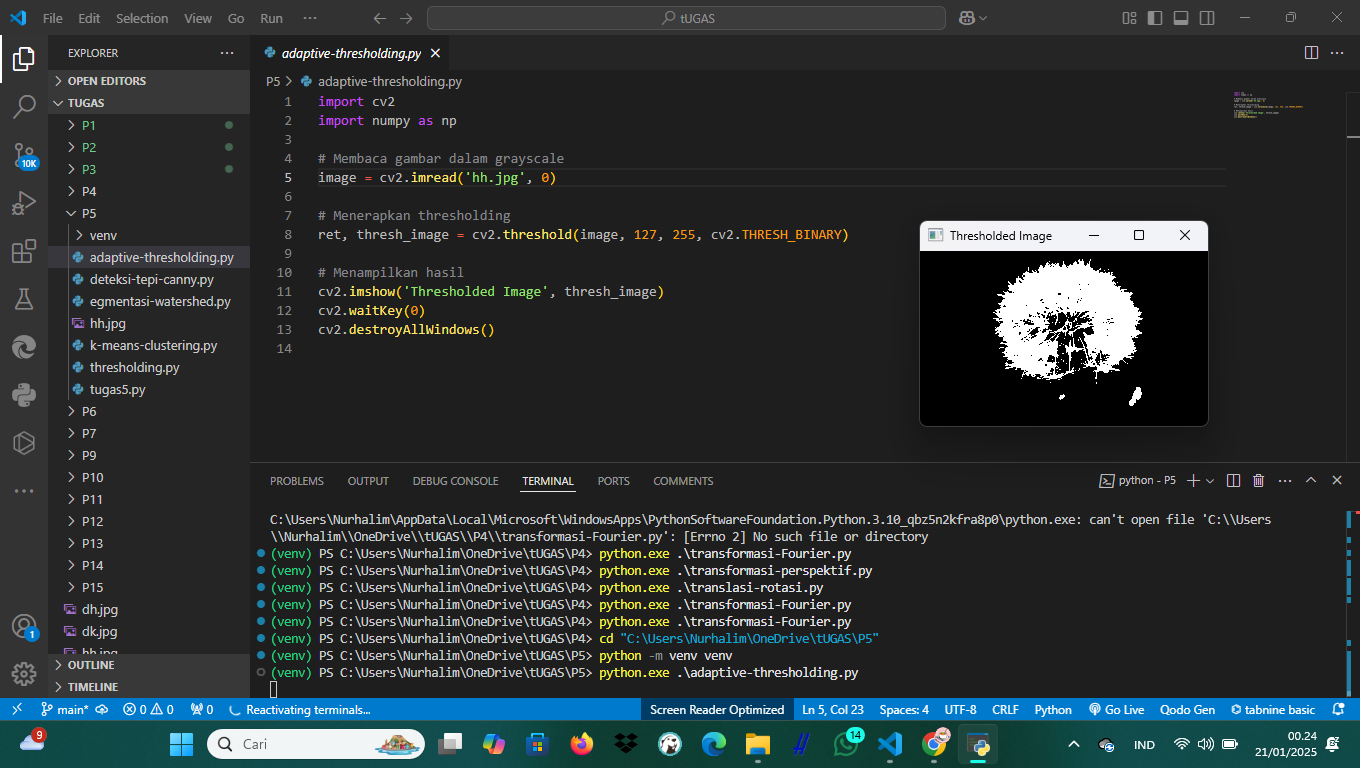 File Edit Selection View Go Run ··· tUGAS
EXPLORER ···
OPEN EDITORS
TUGAS
P1
P2
P3
P4
P5
venv
adaptive-thresholding.py
deteksi-tepi-canny.py
egmentasi-watershed.py
hh.jpg
k-means-clustering.py
thresholding.py
tugas5.py
P6
P7
P9
P10
P11
P12
P13
P14
P15
dh.jpg
dk.jpg
hh.jpg
OUTLINE
TIMELINE
10K
1
adaptive-thresholding.py
P5 > adaptive-thresholding.py
1 import cv2
2 import numpy as np
3
4 # Membaca gambar dalam grayscale
5 image = cv2.imread('hh.jpg', 0)
6
7 # Menerapkan thresholding
8 ret, thresh_image = cv2.threshold(image, 127, 255, cv2.THRESH_BINARY)
9
10 # Menampilkan hasil
11 cv2.imshow('Thresholded Image', thresh_image)
12 cv2.waitKey(0)
13 cv2.destroyAllWindows()
14
Thresholded Image
PROBLEMS OUTPUT DEBUG CONSOLE TERMINAL PORTS COMMENTS python - P5
C:\Users\Nurhalim\AppData\Local\Microsoft\WindowsApps\PythonSoftwareFoundation.Python.3.10_qbz5n2kfra8p0\python.exe: can't open file 'C:\\Users
\\Nurhalim\\OneDrive\\tUGAS\\P4\\transformasi-Fourier.py': [Errno 2] No such file or directory
(venv) PS C:\Users\Nurhalim\OneDrive\tUGAS\P4> python.exe .\transformasi-Fourier.py
(venv) PS C:\Users\Nurhalim\OneDrive\tUGAS\P4> python.exe .\transformasi-perspektif.py
(venv) PS C:\Users\Nurhalim\OneDrive\tUGAS\P4> python.exe .\translasi-rotasi.py
(venv) PS C:\Users\Nurhalim\OneDrive\tUGAS\P4> python.exe .\transformasi-Fourier.py
(venv) PS C:\Users\Nurhalim\OneDrive\tUGAS\P4> python.exe .\transformasi-Fourier.py
(venv) PS C:\Users\Nurhalim\OneDrive\tUGAS\P4> cd "C:\Users\Nurhalim\OneDrive\tUGAS\P5"
(venv) PS C:\Users\Nurhalim\OneDrive\tUGAS\P5> python -m venv venv
(venv) PS C:\Users\Nurhalim\OneDrive\tUGAS\P5> python.exe .\adaptive-thresholding.py
main* 0 0 0 Reactivating terminals... Screen Reader Optimized Ln 5, Col 23 Spaces: 4 UTF-8 CRLF Python Go Live Qodo Gen tabnine basic
9 Cari 14 IND 00.24
21/01/2025